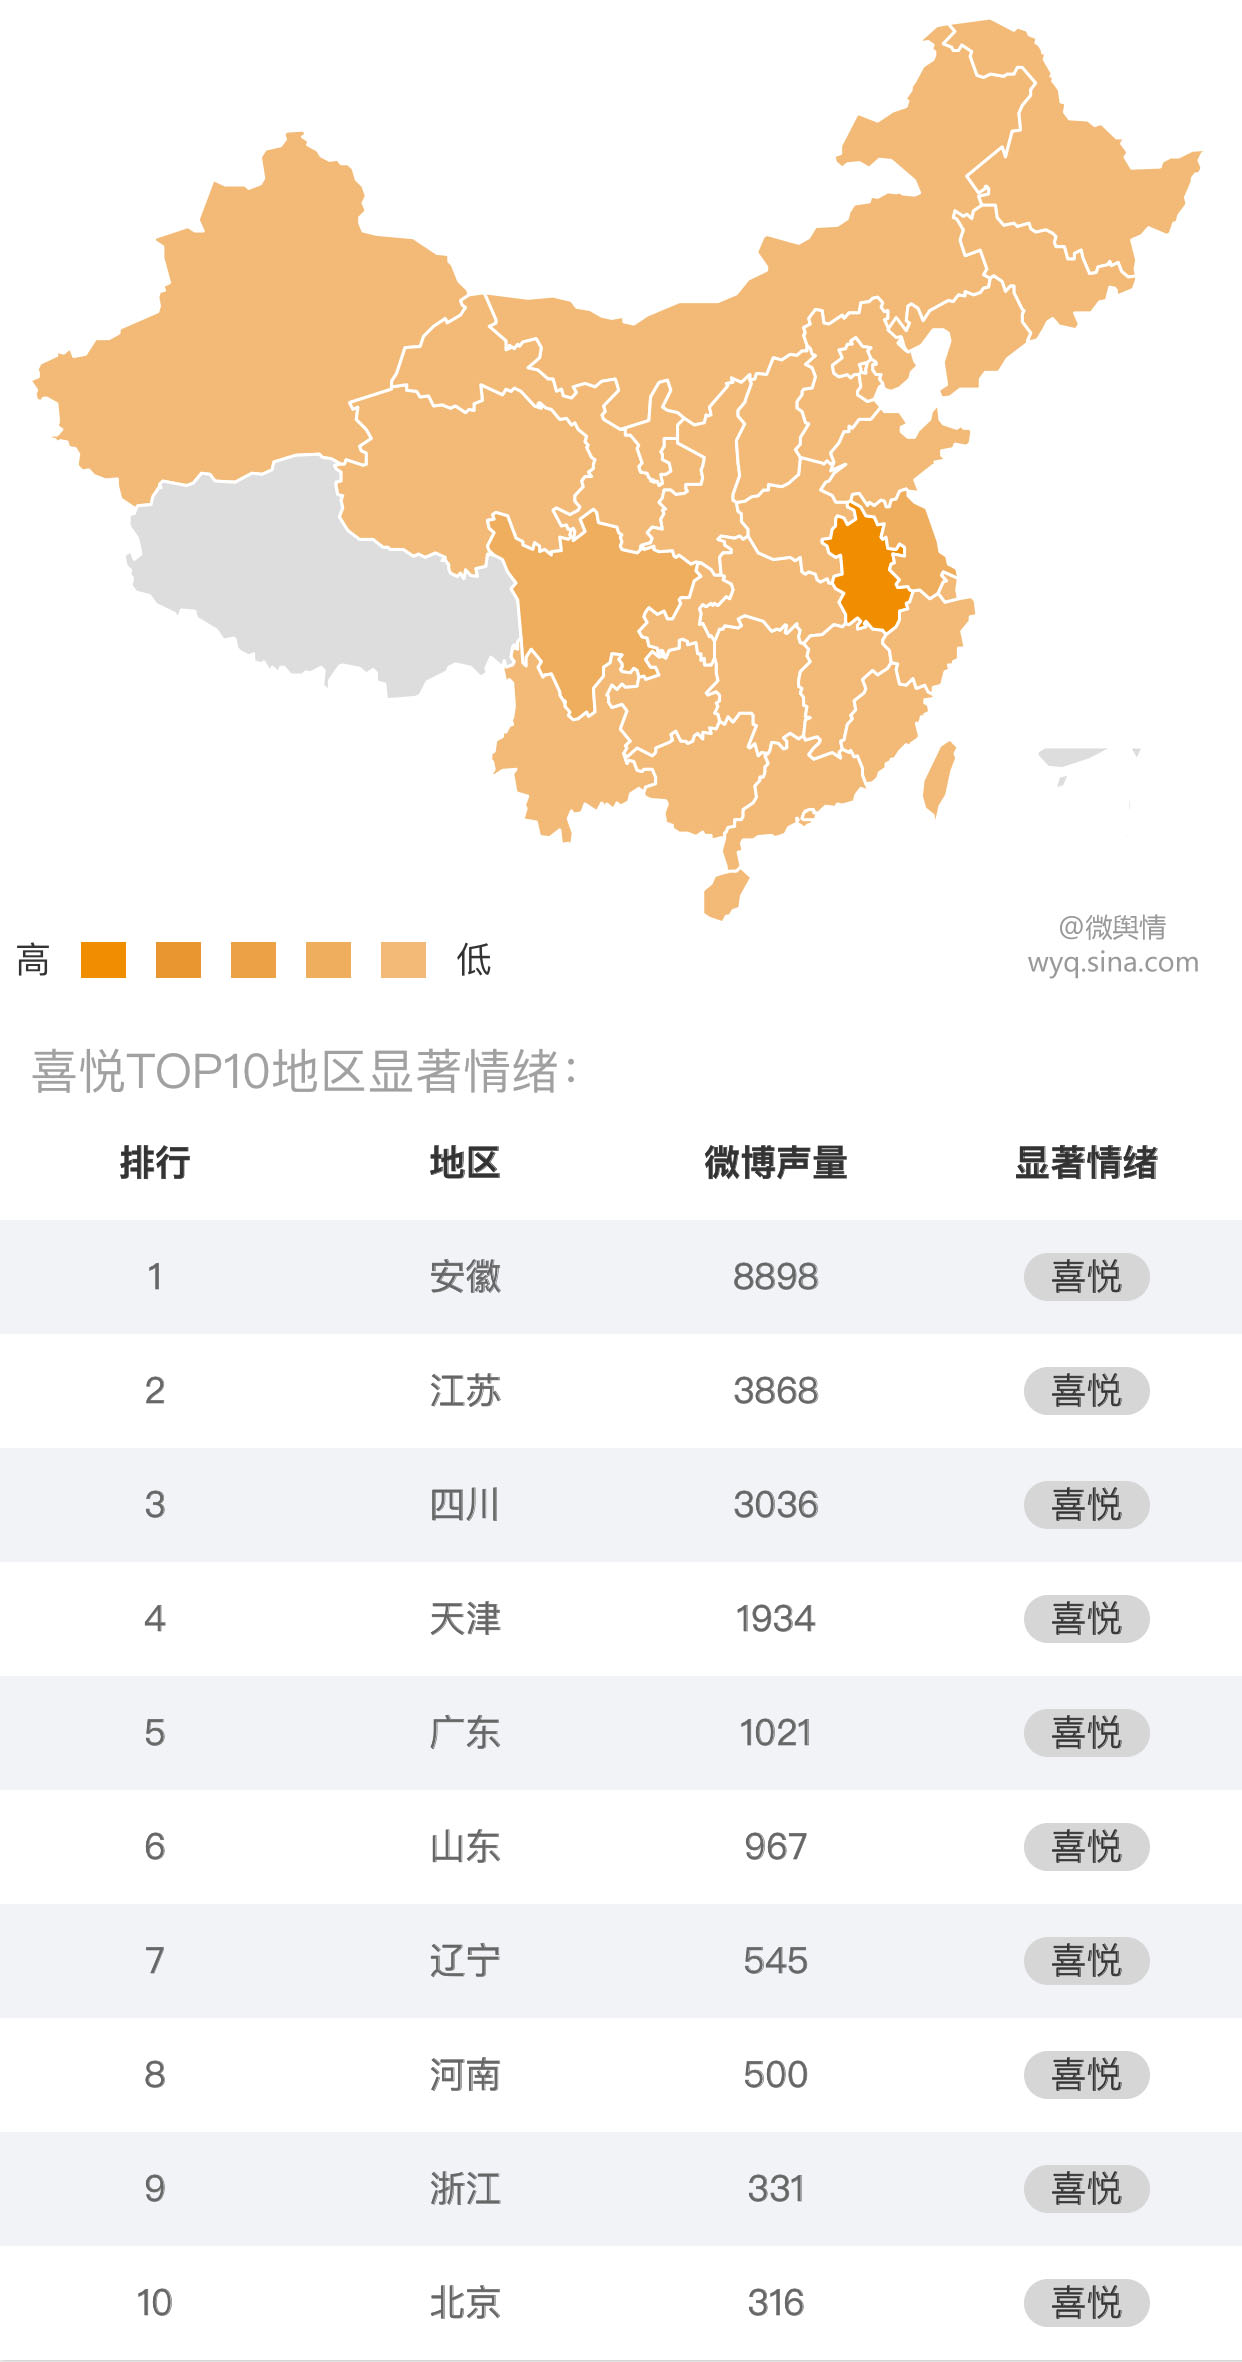 @微舆情
wyq.sina.com
高 低
喜悦TOP10地区显著情绪：
排行 地区 微博声量 显著情绪
1 安徽 8898 喜悦
2 江苏 3868 喜悦
3 四川 3036 喜悦
4 天津 1934 喜悦
5 广东 1021 喜悦
6 山东 967 喜悦
7 辽宁 545 喜悦
8 河南 500 喜悦
9 浙江 331 喜悦
10 北京 316 喜悦